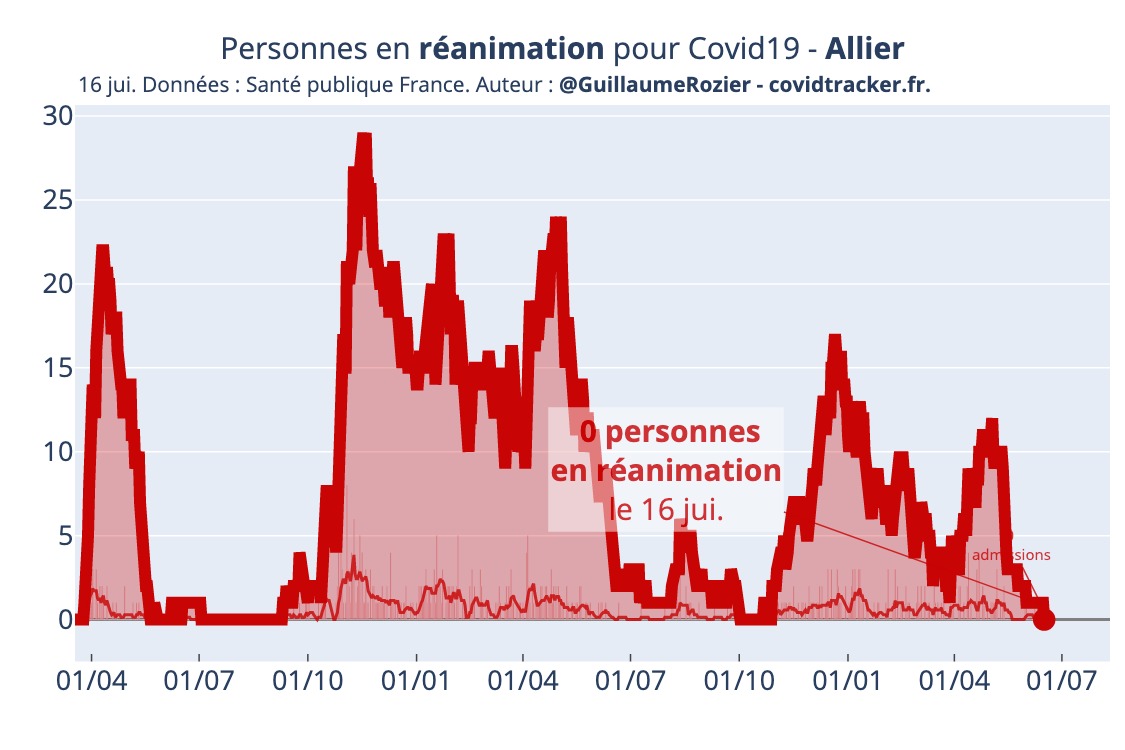 Personnes en réanimation pour Covid19 - Allier
16 jui. Données : Santé publique France. Auteur : @GuillaumeRozier - covidtracker.fr.
30
25
20
15
10
5
0
0 personnes
en réanimation
le 16 jui.
admissions
01/04 01/07 01/10 01/01 01/04 01/07 01/10 01/01 01/04 01/07